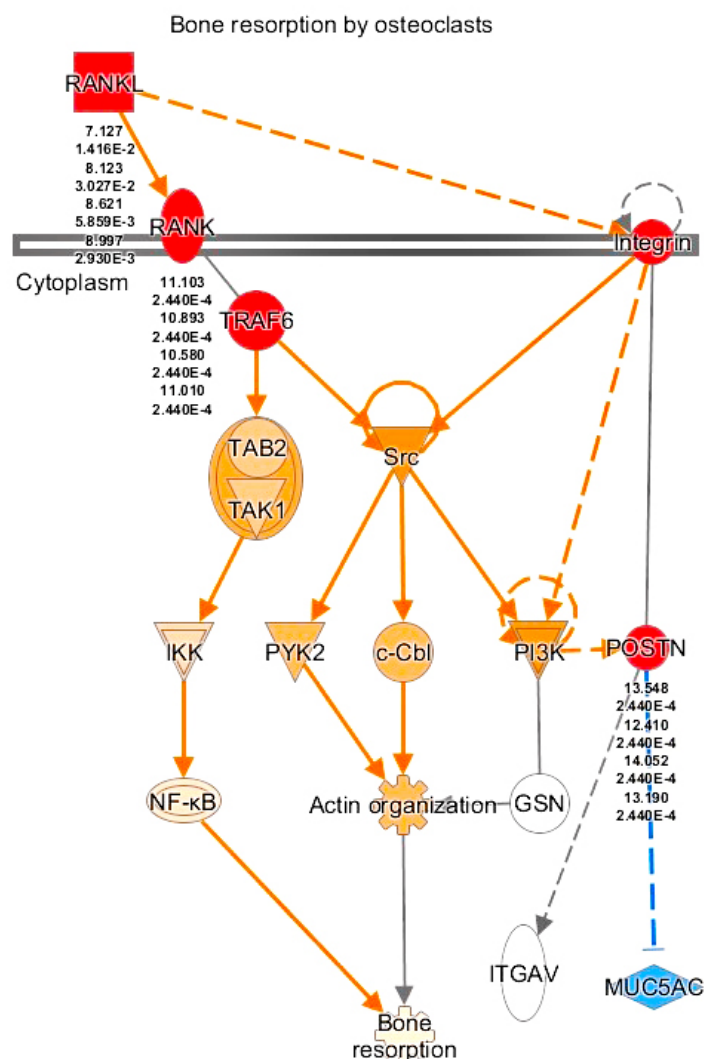 Bone resorption by osteoclasts
RANKL
7.127
1.416E-2
8.123
3.027E-2
8.621
5.859E-3
8.997
2.930E-3
RANK
Integrin
Cytoplasm
11.103
2.440E-4
10.893
2.440E-4
10.580
2.440E-4
11.010
2.440E-4
TRAF6
TAB2
TAK1
Src
IKK
PYK2
c-Cbl
PI3K
POSTN
13.548
2.440E-4
12.410
2.440E-4
14.052
2.440E-4
13.190
2.440E-4
NF-κB
Actin organization
GSN
ITGAV
MUC5AC
Bone
resorption